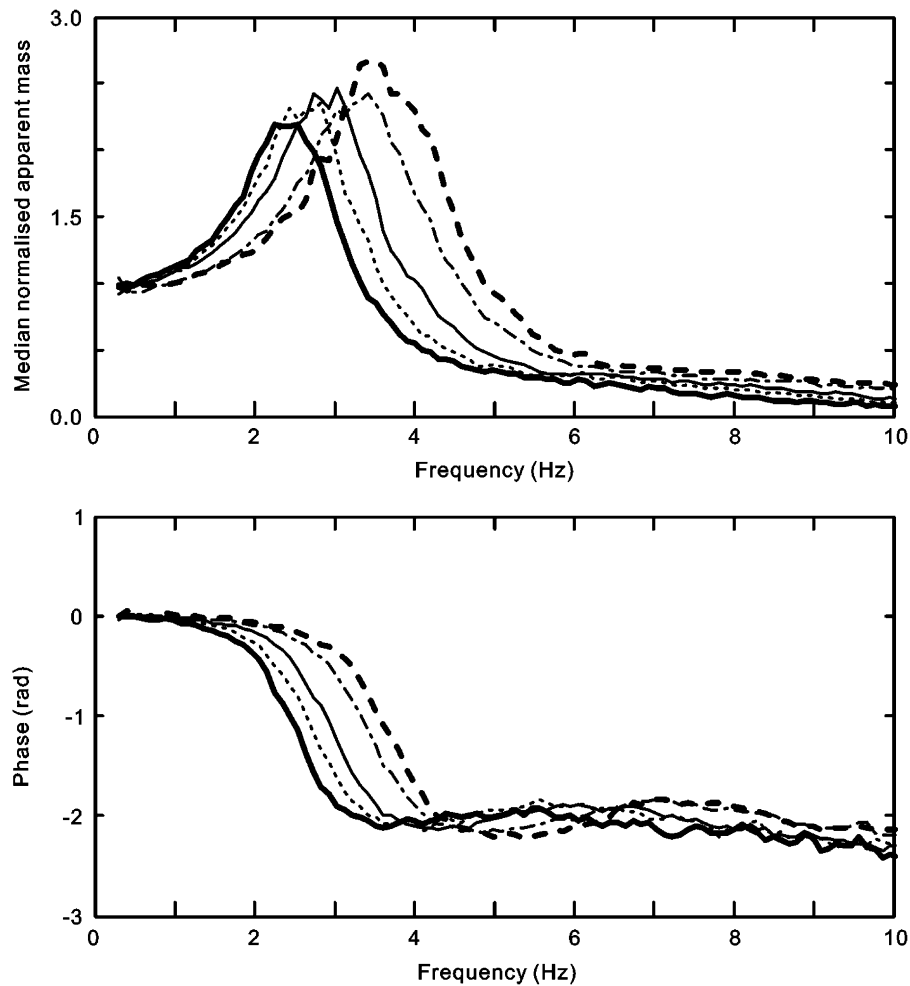 3.0
Median normalised apparent mass
1.5
0.0
0 2 4 6 8 10
Frequency (Hz)
1
0
Phase (rad)
-1
-2
-3
0 2 4 6 8 10
Frequency (Hz)